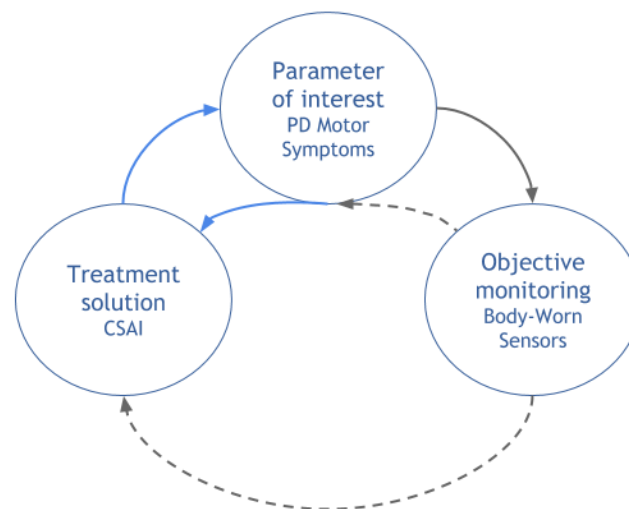 Parameter
of interest
PD Motor
Symptoms
Treatment
solution
CSAI
Objective
monitoring
Body-Worn
Sensors